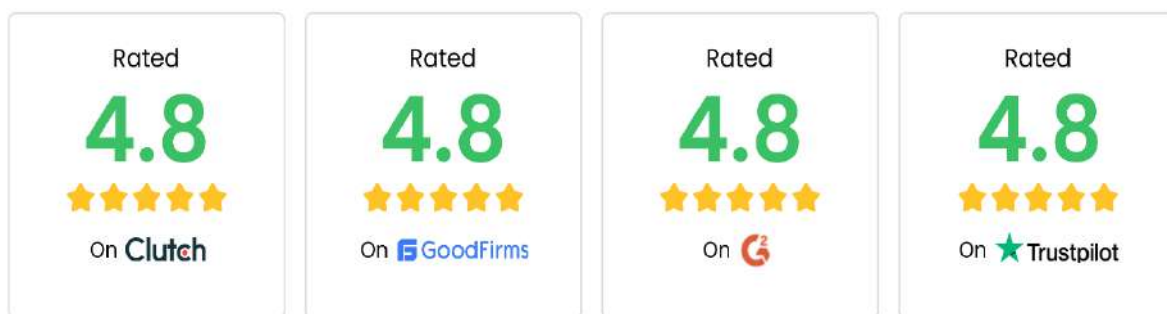 Rated
4.8
On Clutch
Rated
4.8
On GoodFirms
Rated
4.8
On G2
Rated
4.8
On Trustpilot